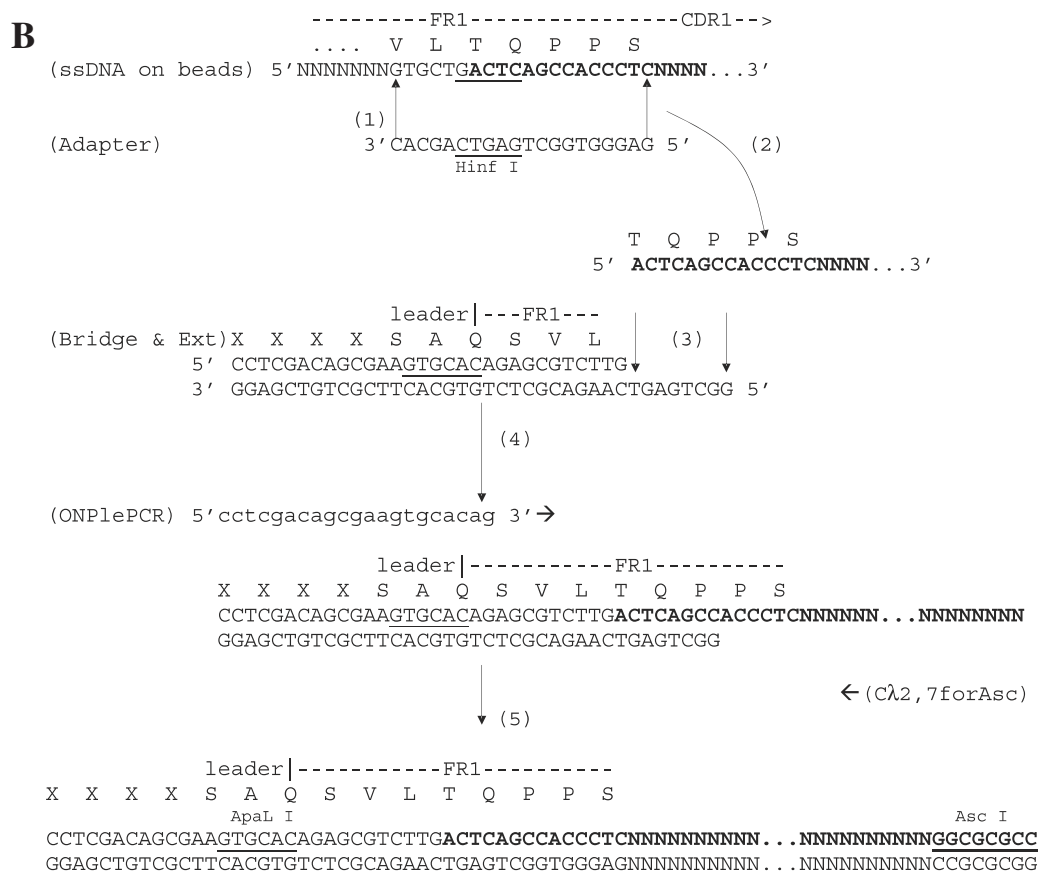 B
-----------FR1-----------------CDR1-->
.... V L T Q P P S
(ssDNA on beads) 5'NNNNNNNGTGCTGACTCAGCCACCCTCNNNN...3'
(1)
(Adapter) 3'CACGACTGAGTCGGTGGGAG 5' (2)
Hinf I
T Q P P S
5' ACTCAGCCACCCTCNNNN...3'
leader|---FR1---
(Bridge & Ext)X X X X S A Q S V L (3)
5' CCTCGACAGCGAAGTGCACAGAGCGTCTTG
3' GGAGCTGTCGCTTCACGTGTCTCGCAGAACTGAGTCGG 5'
(4)
(ONPlePCR) 5'cctcgacagcgaagtgcacag 3'→
leader|-----------FR1----------
X X X X S A Q S V L T Q P P S
CCTCGACAGCGAAGTGCACAGAGCGTCTTGACTCAGCCACCCTCNNNNNN...NNNNNNNN
GGAGCTGTCGCTTCACGTGTCTCGCAGAACTGAGTCGG
←(Cλ2,7forAsc)
(5)
leader|-----------FR1----------
X X X X S A Q S V L T Q P P S
ApaL I Asc I
CCTCGACAGCGAAGTGCACAGAGCGTCTTGACTCAGCCACCCTCNNNNNNNNNN...NNNNNNNNNNGGCGCGCC
GGAGCTGTCGCTTCACGTGTCTCGCAGAACTGAGTCGGTGGGAGNNNNNNNNNN...NNNNNNNNNNCCGCGCGG